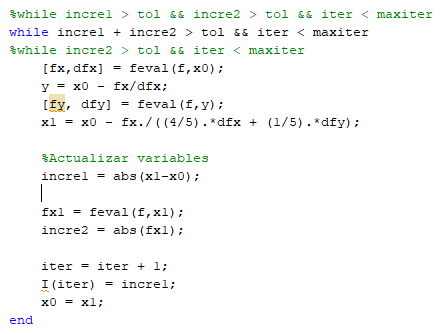 %while incre1 > tol && incre2 > tol && iter < maxiter
while incre1 + incre2 > tol && iter < maxiter
%while incre2 > tol && iter < maxiter
[fx,dfx] = feval(f,x0);
y = x0 - fx/dfx;
[fy, dfy] = feval(f,y);
x1 = x0 - fx./((4/5).*dfx + (1/5).*dfy);
%Actualizar variables
incre1 = abs(x1-x0);
fx1 = feval(f,x1);
incre2 = abs(fx1);
iter = iter + 1;
I(iter) = incre1;
x0 = x1;
end